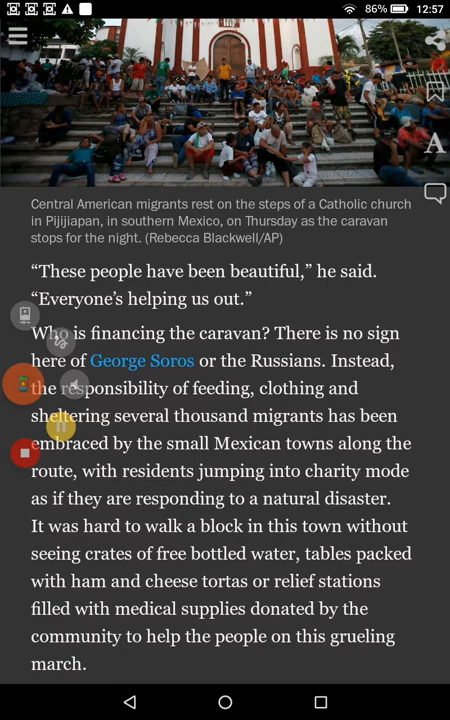 86% 12:57
A
Central American migrants rest on the steps of a Catholic church
in Pijijiapan, in southern Mexico, on Thursday as the caravan
stops for the night. (Rebecca Blackwell/AP)
“These people have been beautiful,” he said.
“Everyone’s helping us out.”
Who is financing the caravan? There is no sign
here of George Soros or the Russians. Instead,
the responsibility of feeding, clothing and
sheltering several thousand migrants has been
embraced by the small Mexican towns along the
route, with residents jumping into charity mode
as if they are responding to a natural disaster.
It was hard to walk a block in this town without
seeing crates of free bottled water, tables packed
with ham and cheese tortas or relief stations
filled with medical supplies donated by the
community to help the people on this grueling
march.